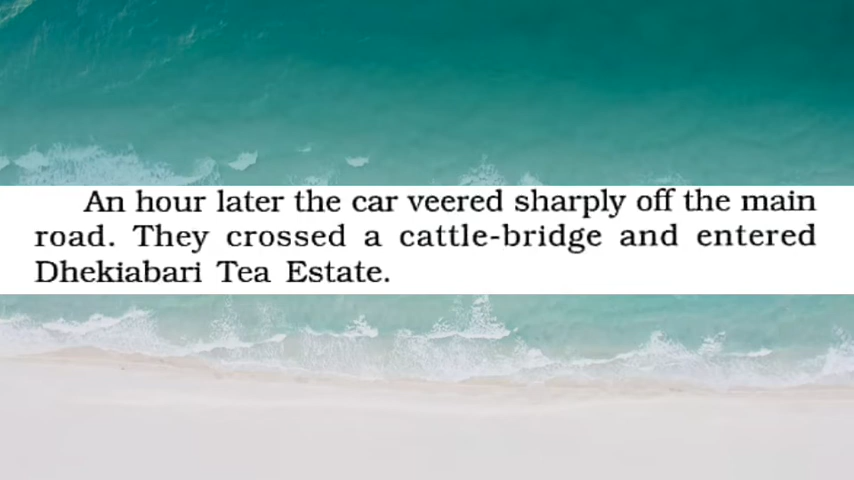 An hour later the car veered sharply off the main
road. They crossed a cattle-bridge and entered
Dhekiabari Tea Estate.